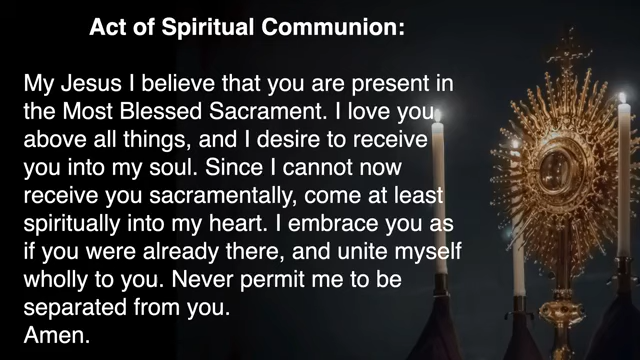 Act of Spiritual Communion:
My Jesus I believe that you are present in
the Most Blessed Sacrament. I love you
above all things, and I desire to receive
you into my soul. Since I cannot now
receive you sacramentally, come at least
spiritually into my heart. I embrace you as
if you were already there, and unite myself
wholly to you. Never permit me to be
separated from you.
Amen.